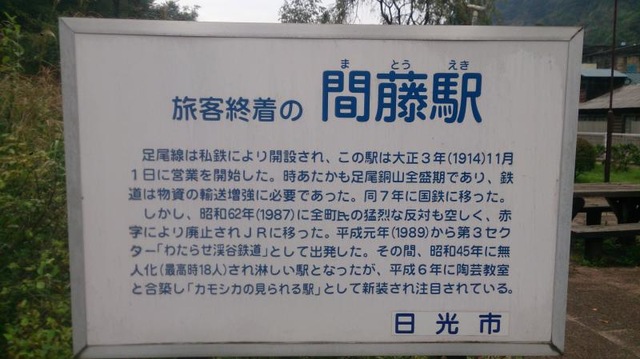 ま とう えき
旅客終着の 間藤駅
足尾線は私鉄により開設され、この駅は大正3年(1914)11月
1日に営業を開始した。時あたかも足尾銅山全盛期であり、鉄
道は物資の輸送増強に必要であった。同7年に国鉄に移った。
しかし、昭和62年(1987)に全町民の猛烈な反対も空しく、赤
字により廃止されJRに移った。平成元年(1989)から第3セク
ター「わたらせ渓谷鉄道」として出発した。その間、昭和45年に無
人化(最高時18人)され淋しい駅となったが、平成6年に陶芸教室
と合築し「カモシカの見られる駅」として新装され注目されている。
日光市